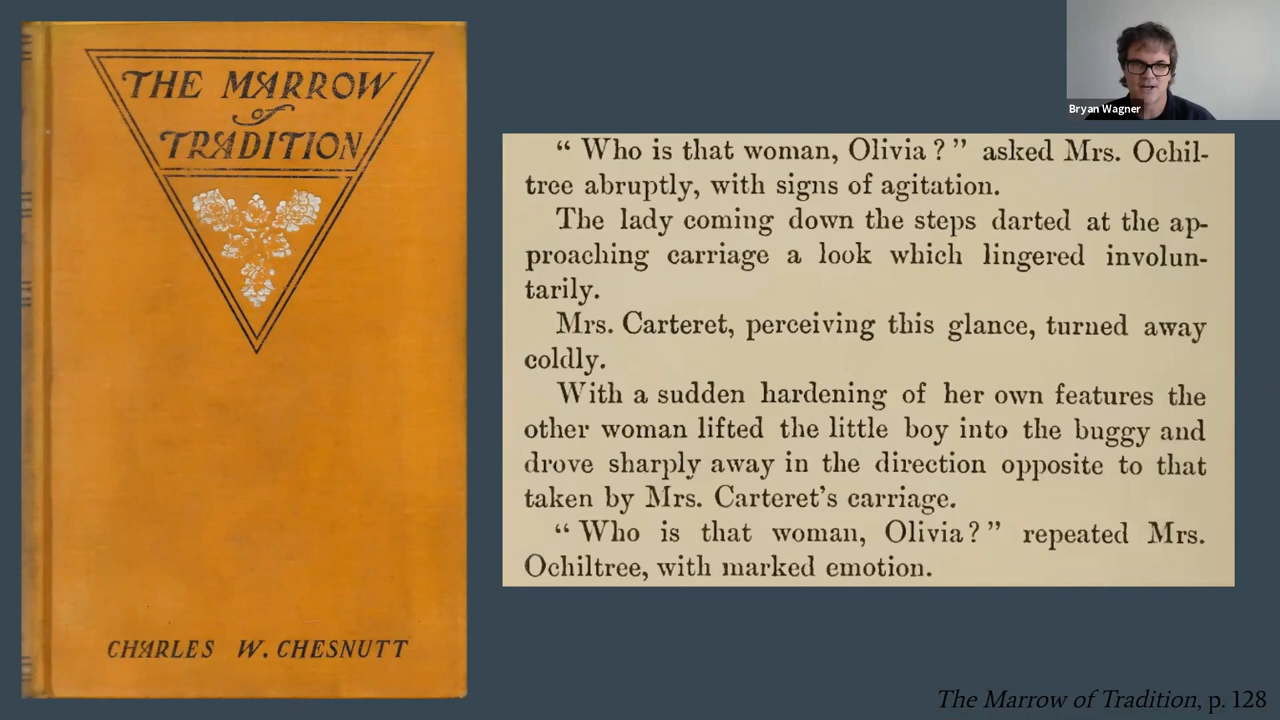 THE MARROW
of
TRADITION
CHARLES W. CHESNUTT
Bryan Wagner
“ Who is that woman, Olivia ? ” asked Mrs. Ochil-
tree abruptly, with signs of agitation.
The lady coming down the steps darted at the ap-
proaching carriage a look which lingered involun-
tarily.
Mrs. Carteret, perceiving this glance, turned away
coldly.
With a sudden hardening of her own features the
other woman lifted the little boy into the buggy and
drove sharply away in the direction opposite to that
taken by Mrs. Carteret’s carriage.
“ Who is that woman, Olivia? ” repeated Mrs.
Ochiltree, with marked emotion.
The Marrow of Tradition, p. 128